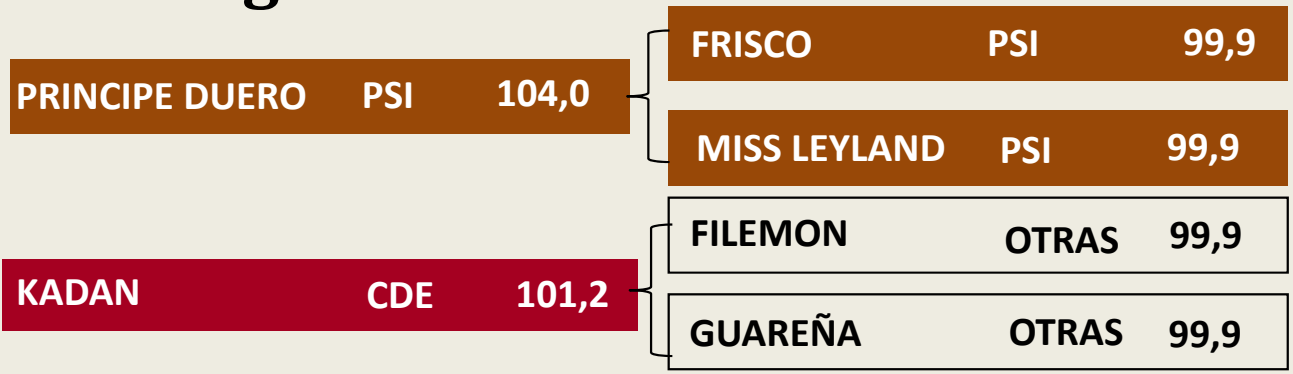 FRISCO PSI 99,9
PRINCIPE DUERO PSI 104,0
MISS LEYLAND PSI 99,9
FILEMON OTRAS 99,9
KADAN CDE 101,2
GUAREÑA OTRAS 99,9